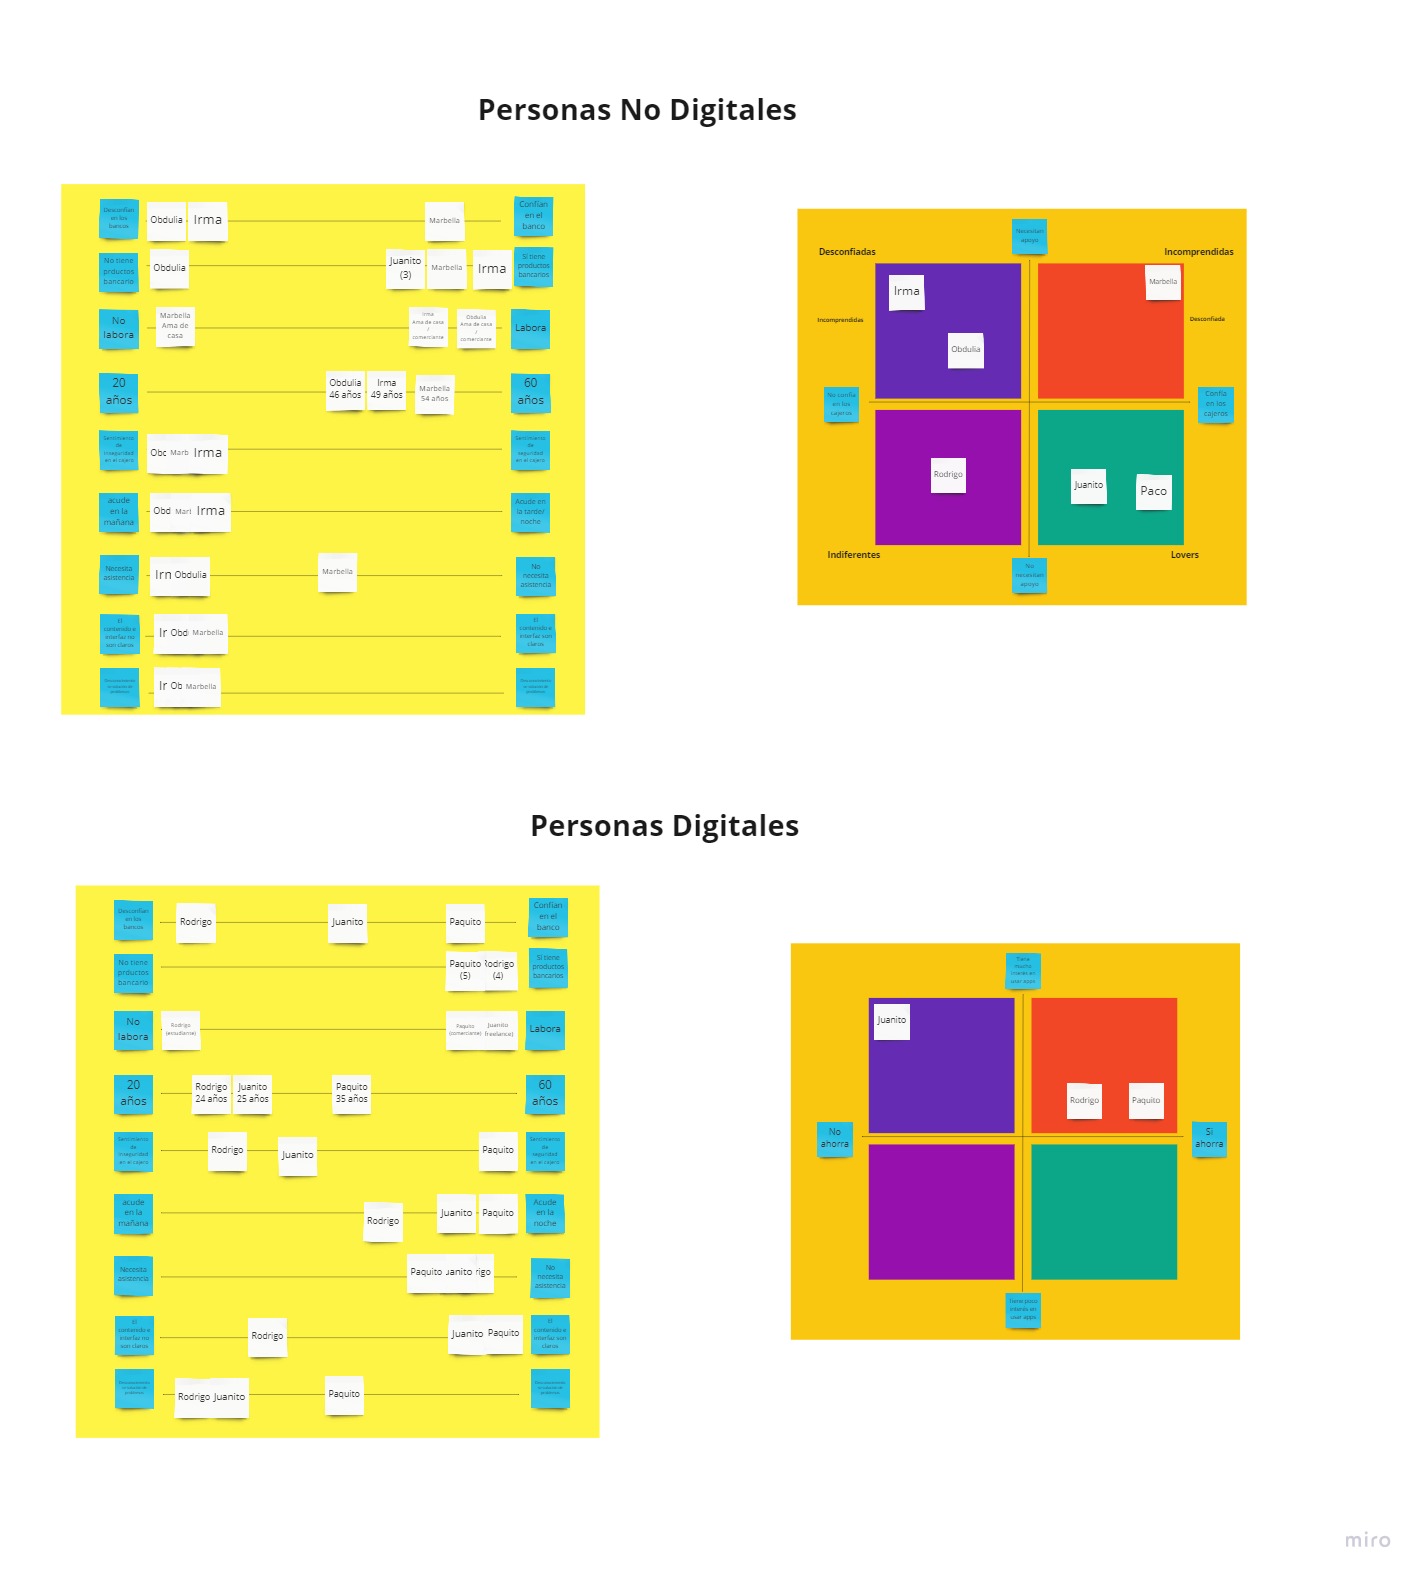 Personas No Digitales
Desconfían
en los
bancos
Obdulia
Irma
Marbella
Confían
en el
banco
No tiene
prductos
bancario
Obdulia
Juanito
(3)
Marbella
Irma
Sí tiene
productos
bancarios
No
labora
Marbella
Ama de
casa
Irma
Ama de casa
/
comerciante
Obdulia
Ama de casa
/
comerciante
Labora
20
años
Obdulia
46 años
Irma
49 años
Marbella
54 años
60
años
Sentimiento
de
inseguridad
en el cajero
Obc
Marb
Irma
Sentimiento
de
seguridad
en el cajero
acude
en la
mañana
Obd
Mart
Irma
Acude en
la tarde/
noche
Necesita
asistencia
Irn
Obdulia
Marbella
No
necesita
asistencia
El
contenido e
interfaz no
son claros
Ir
Obd
Marbella
El
contenido e
interfaz son
claros
Ir
Ob
Marbella
Necesitan
apoyo
Desconfiadas
Incomprendidas
Irma
Marbella
Incomprendidas
Desconfiada
Obdulia
No confía
en los
cajeros
Confía
en los
cajeros
Rodrigo
Juanito
Paco
Indiferentes
Lovers
No
necesitan
apoyo
Personas Digitales
Desconfían
en los
bancos
Rodrigo
Juanito
Paquito
Confían
en el
banco
No tiene
prductos
bancario
Paquito
(5)
Rodrigo
(4)
Sí tiene
productos
bancarios
No
labora
Rodrigo
(estudiante)
Paquito
(comerciante)
Juanito
freelance)
Labora
20
años
Rodrigo
24 años
Juanito
25 años
Paquito
35 años
60
años
Sentimiento
de
inseguridad
en el cajero
Rodrigo
Juanito
Paquito
Sentimiento
de
seguridad
en el cajero
acude
en la
mañana
Rodrigo
Juanito
Paquito
Acude
en la
noche
Necesita
asistencia
Paquito
uanito
rigo
No
necesita
asistencia
El
contenido e
interfaz no
son claros
Rodrigo
Juanito
Paquito
El
contenido e
interfaz son
claros
Rodrigo
Juanito
Paquito
Tiene
mucho
interés en
usar apps
Juanito
Rodrigo
Paquito
No
ahorra
Si
ahorra
Tiene poco
interés en
usar apps
miro